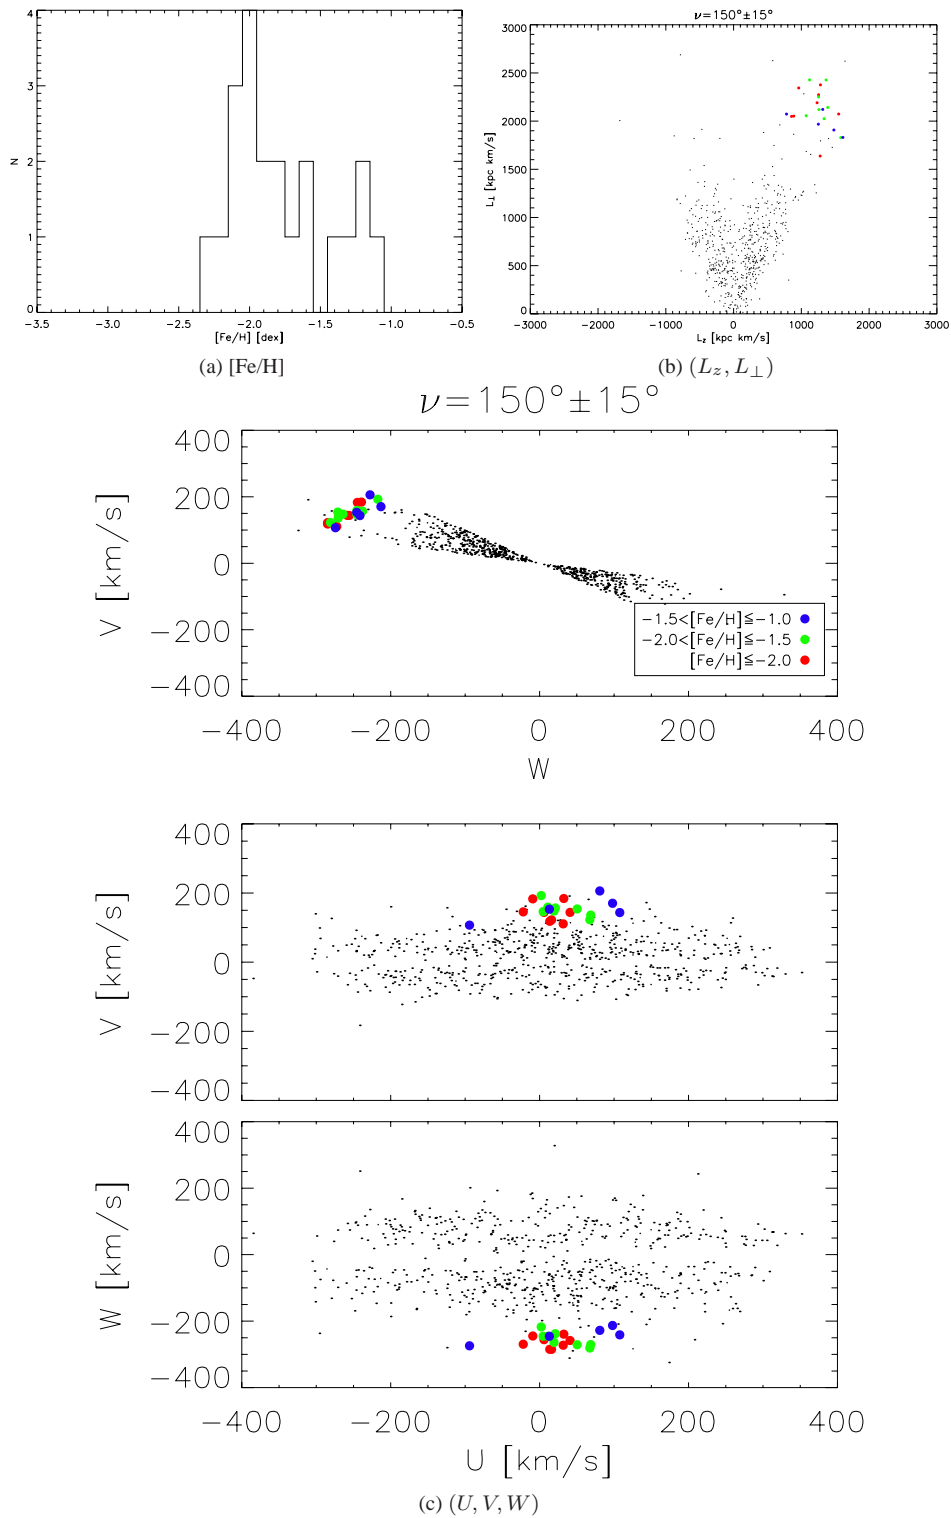 4
3
2
1
0
N
−3.5 −3.0 −2.5 −2.0 −1.5 −1.0 −0.5
[Fe/H] [dex]
(a) [Fe/H]
ν=150°±15°
3000
2500
2000
1500
1000
500
0
L⊥ [kpc km/s]
−3000 −2000 −1000 0 1000 2000 3000
Lz [kpc km/s]
(b) (Lz, L⊥)
ν=150°±15°
400
200
0
−200
−400
V [km/s]
−1.5<[Fe/H]≦−1.0
−2.0<[Fe/H]≦−1.5
[Fe/H]≦−2.0
−400 −200 0 200 400
W
400
200
0
−200
−400
V [km/s]
400
200
0
−200
−400
W [km/s]
−400 −200 0 200 400
U [km/s]
(c) (U, V, W)